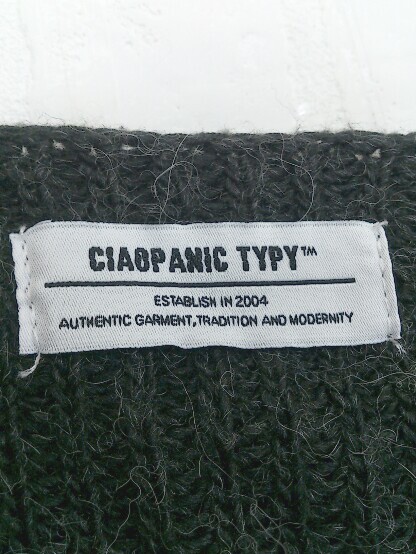 CIAOPANIC TYPY™
ESTABLISH IN 2004
AUTHENTIC GARMENT, TRADITION AND MODERNITY